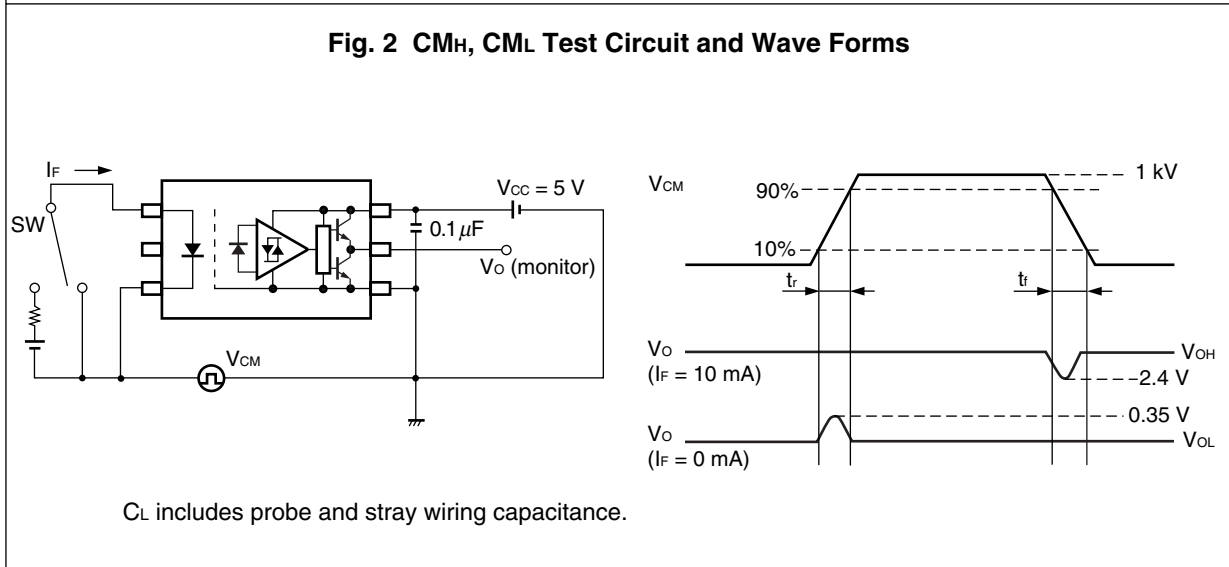 Fig. 2 CMH, CML Test Circuit and Wave Forms
IF
SW
VCC = 5 V
0.1 μF
VO (monitor)
VCM
VCM
90%
10%
1 kV
tr
tf
VO
(IF = 10 mA)
VOH
2.4 V
VO
(IF = 0 mA)
0.35 V
VOL
CL includes probe and stray wiring capacitance.